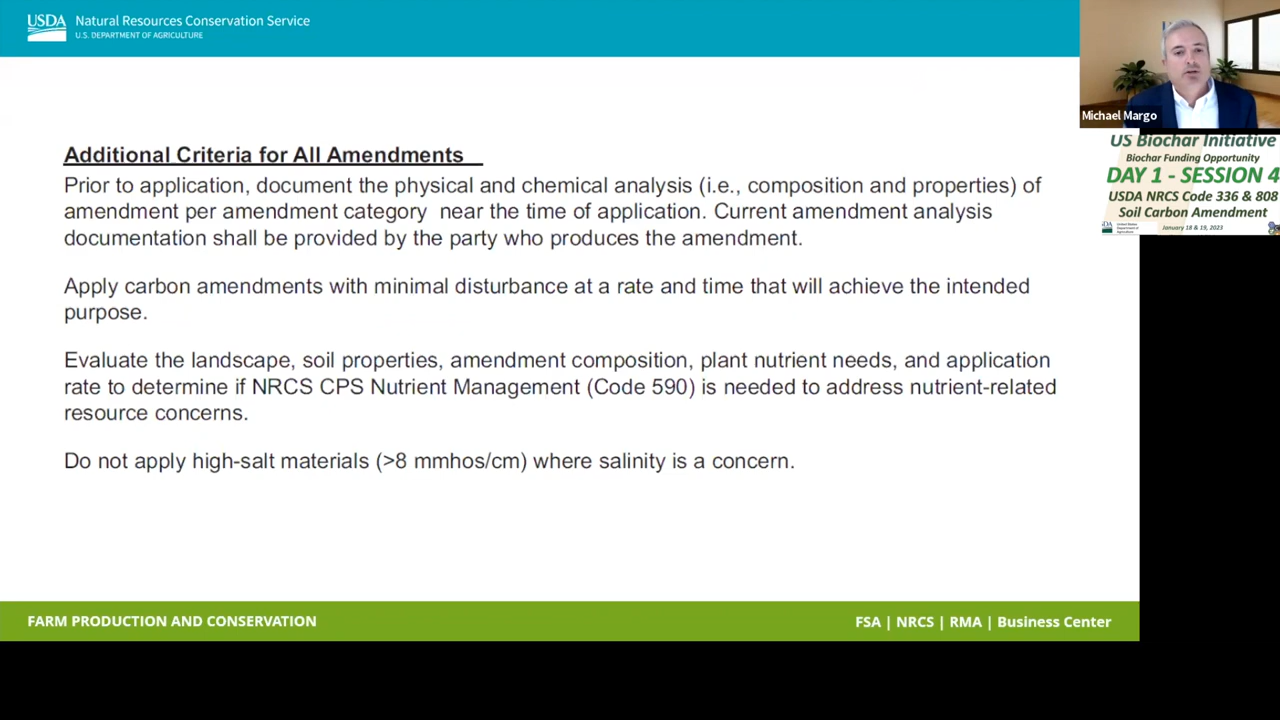 USDA Natural Resources Conservation Service
U.S. DEPARTMENT OF AGRICULTURE
Michael Margo
US Biochar Initiative
Biochar Funding Opportunity
DAY 1 - SESSION 4
USDA NRCS Code 336 & 808
Soil Carbon Amendment
January 18 & 19, 2023
Additional Criteria for All Amendments
Prior to application, document the physical and chemical analysis (i.e., composition and properties) of
amendment per amendment category near the time of application. Current amendment analysis
documentation shall be provided by the party who produces the amendment.
Apply carbon amendments with minimal disturbance at a rate and time that will achieve the intended
purpose.
Evaluate the landscape, soil properties, amendment composition, plant nutrient needs, and application
rate to determine if NRCS CPS Nutrient Management (Code 590) is needed to address nutrient-related
resource concerns.
Do not apply high-salt materials (>8 mmhos/cm) where salinity is a concern.
FARM PRODUCTION AND CONSERVATION
FSA | NRCS | RMA | Business Center